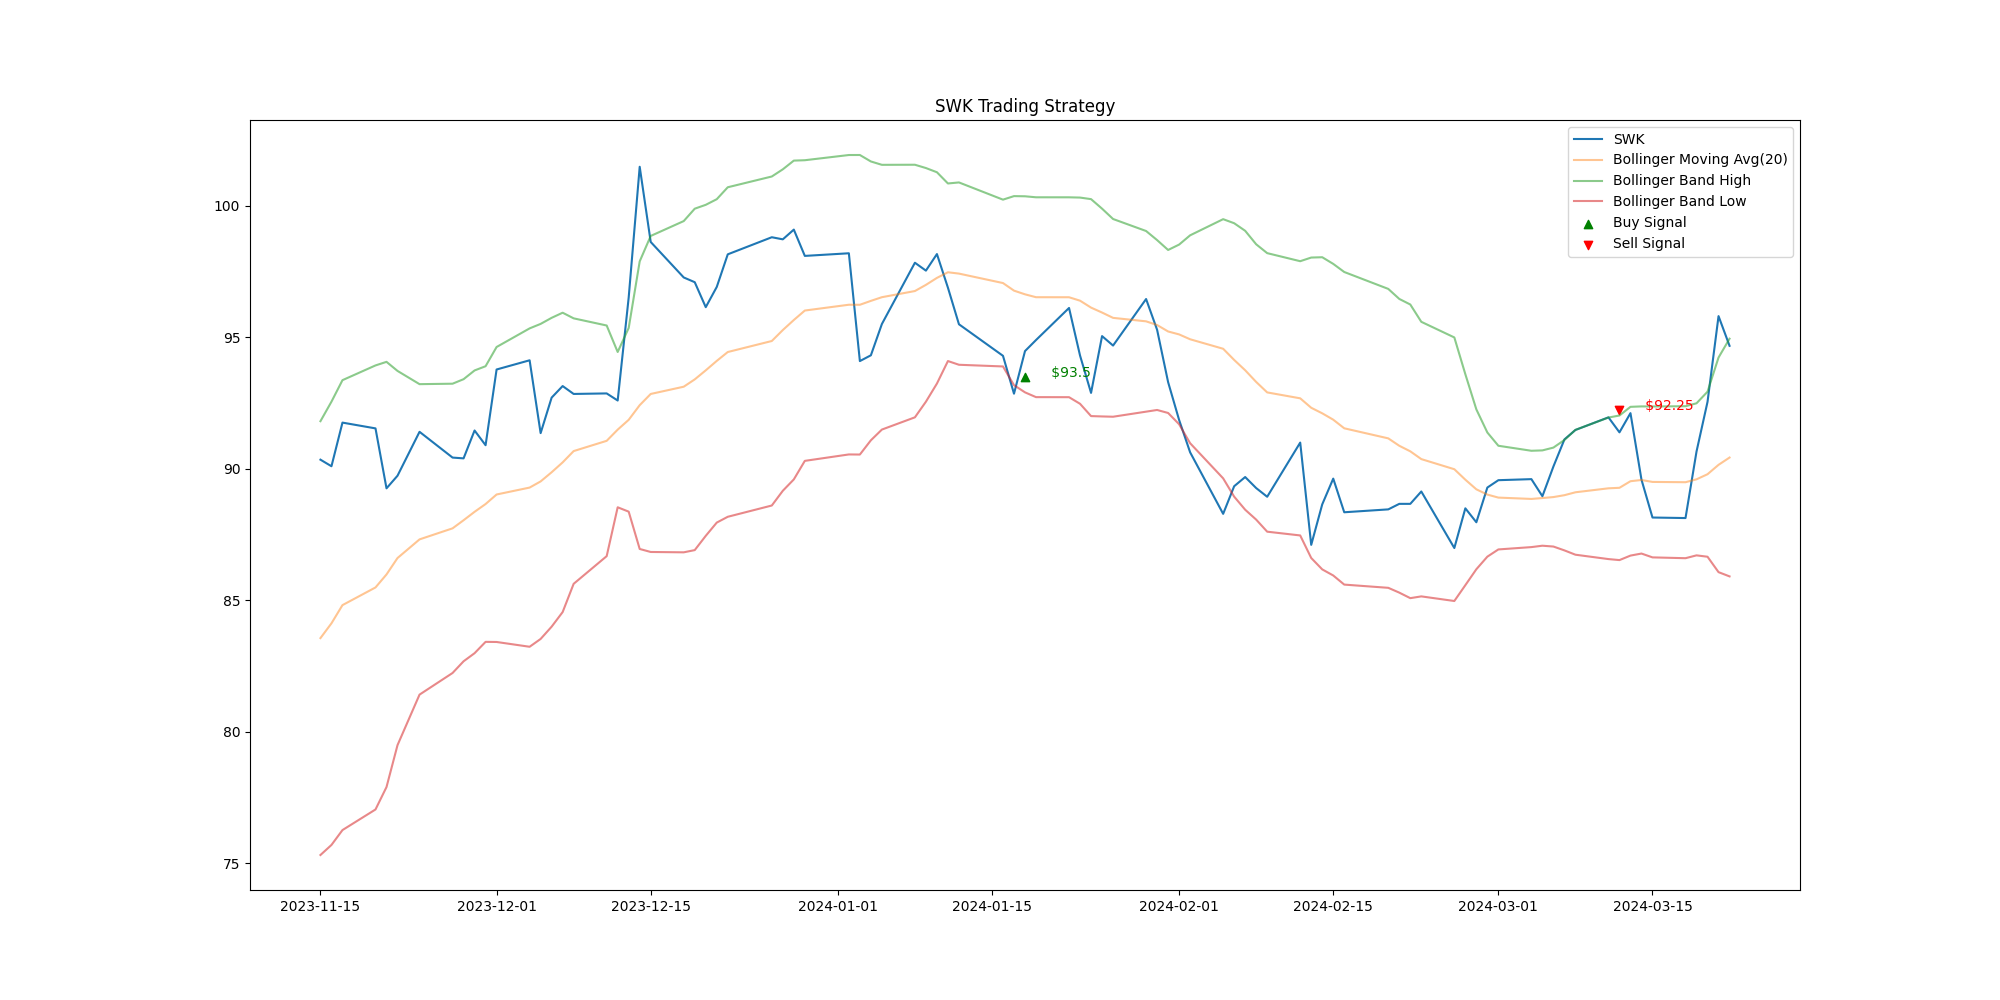 SWK Trading Strategy
SWK
Bollinger Moving Avg(20)
Bollinger Band High
Bollinger Band Low
Buy Signal
Sell Signal
100
95
90
85
80
75
$93.5
$92.25
2023-11-15
2023-12-01
2023-12-15
2024-01-01
2024-01-15
2024-02-01
2024-02-15
2024-03-01
2024-03-15